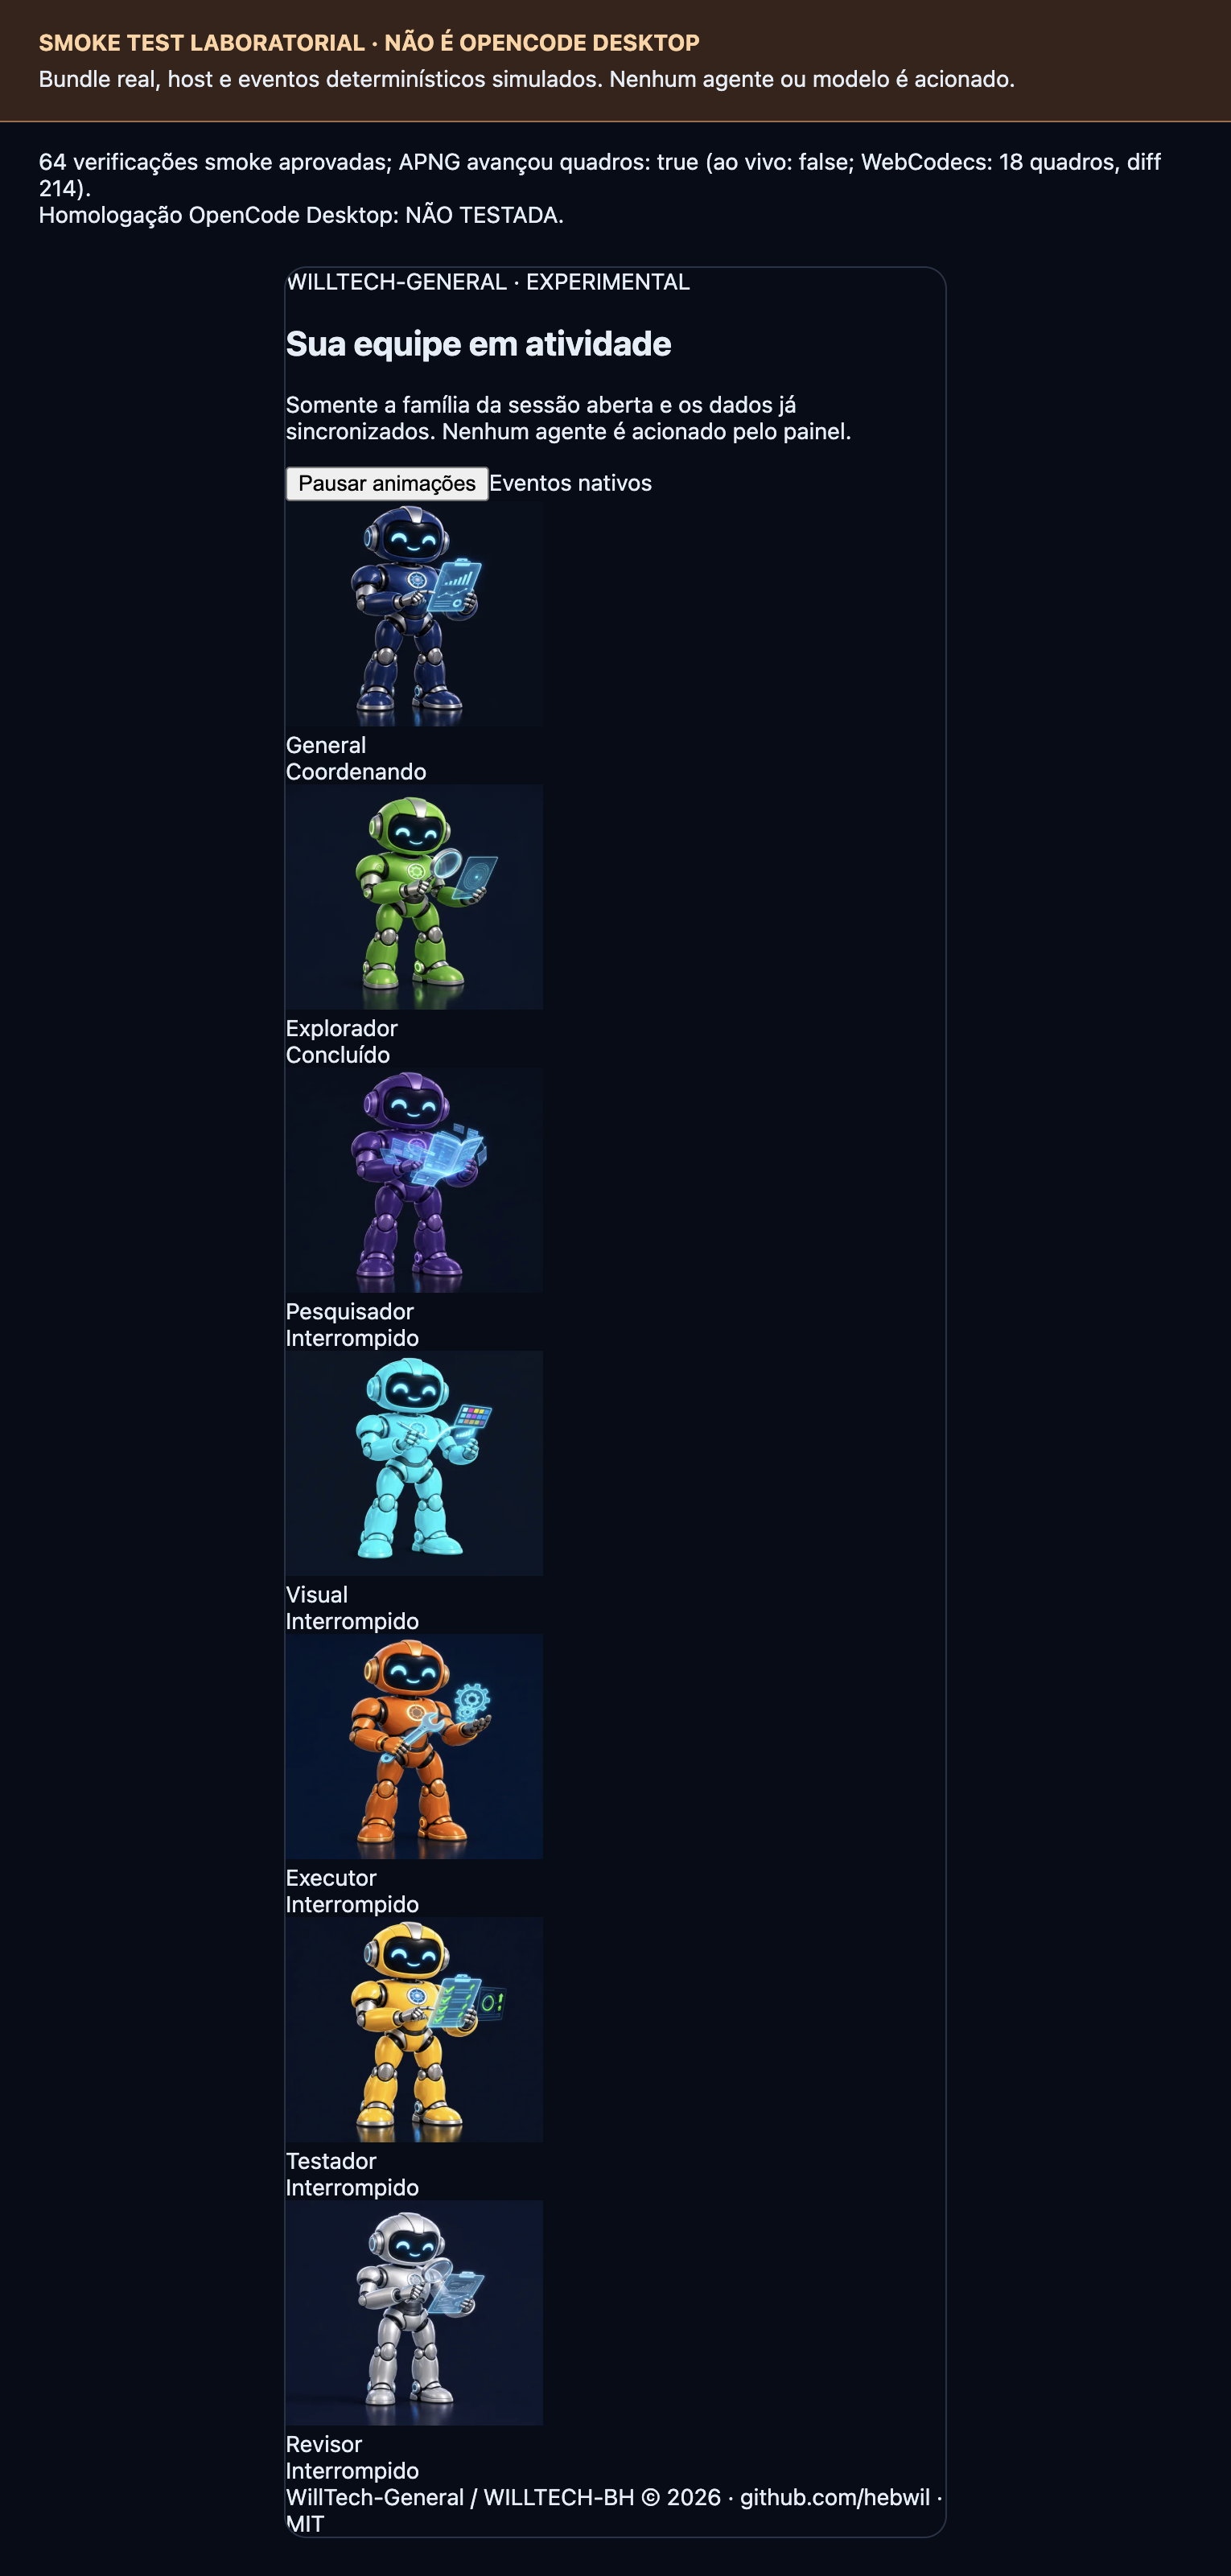 SMOKE TEST LABORATORIAL · NÃO É OPENCODE DESKTOP
Bundle real, host e eventos determinísticos simulados. Nenhum agente ou modelo é acionado.
64 verificações smoke aprovadas; APNG avançou quadros: true (ao vivo: false; WebCodecs: 18 quadros, diff
214).
Homologação OpenCode Desktop: NÃO TESTADA.
WILLTECH-GENERAL · EXPERIMENTAL
Sua equipe em atividade
Somente a família da sessão aberta e os dados já
sincronizados. Nenhum agente é acionado pelo painel.
Pausar animações Eventos nativos
General
Coordenando
Explorador
Concluído
Pesquisador
Interrompido
Visual
Interrompido
Executor
Interrompido
Testador
Interrompido
Revisor
Interrompido
WillTech-General / WILLTECH-BH © 2026 · github.com/hebwil ·
MIT